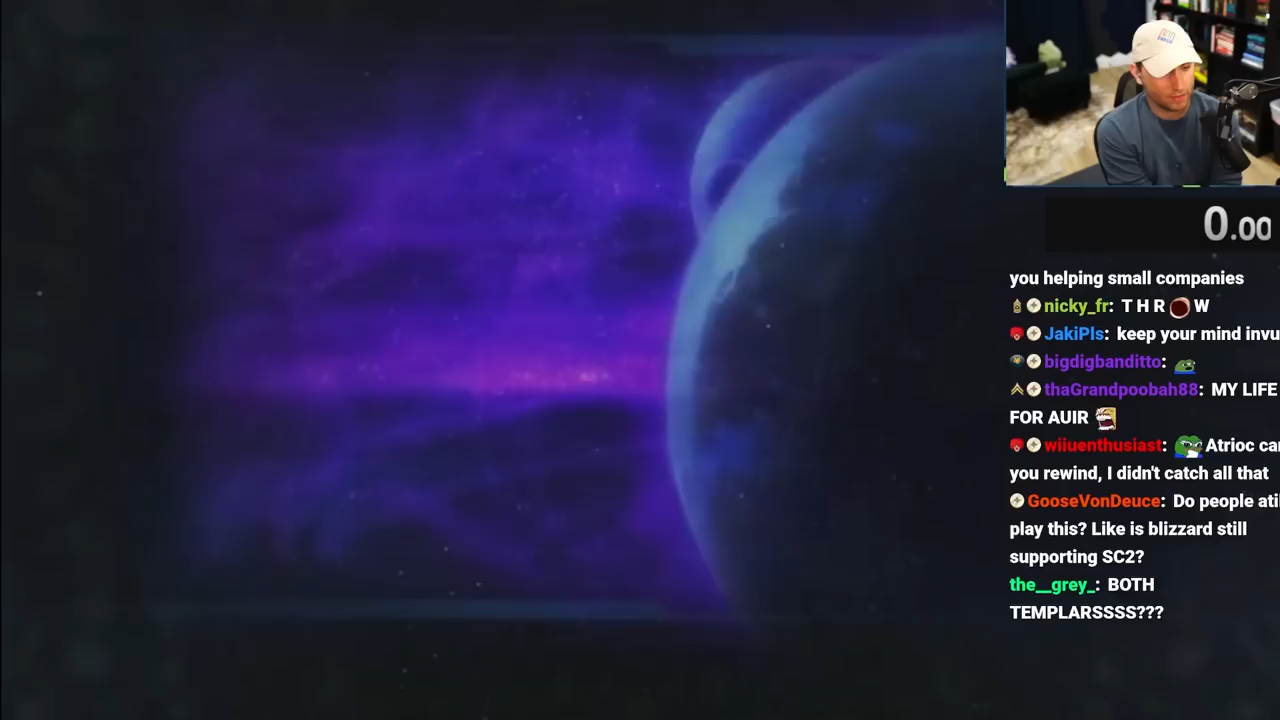 0.00
you helping small companies
nicky_fr: T H R W
JakiPls: keep your mind invu
bigdigbanditto:
thaGrandpoobah88: MY LIFE
FOR AUIR
wiiuenthusiast: Atrioc can
you rewind, I didn't catch all that
GooseVonDeuce: Do people atil
play this? Like is blizzard still
supporting SC2?
the__grey_: BOTH
TEMPLARSSSS???